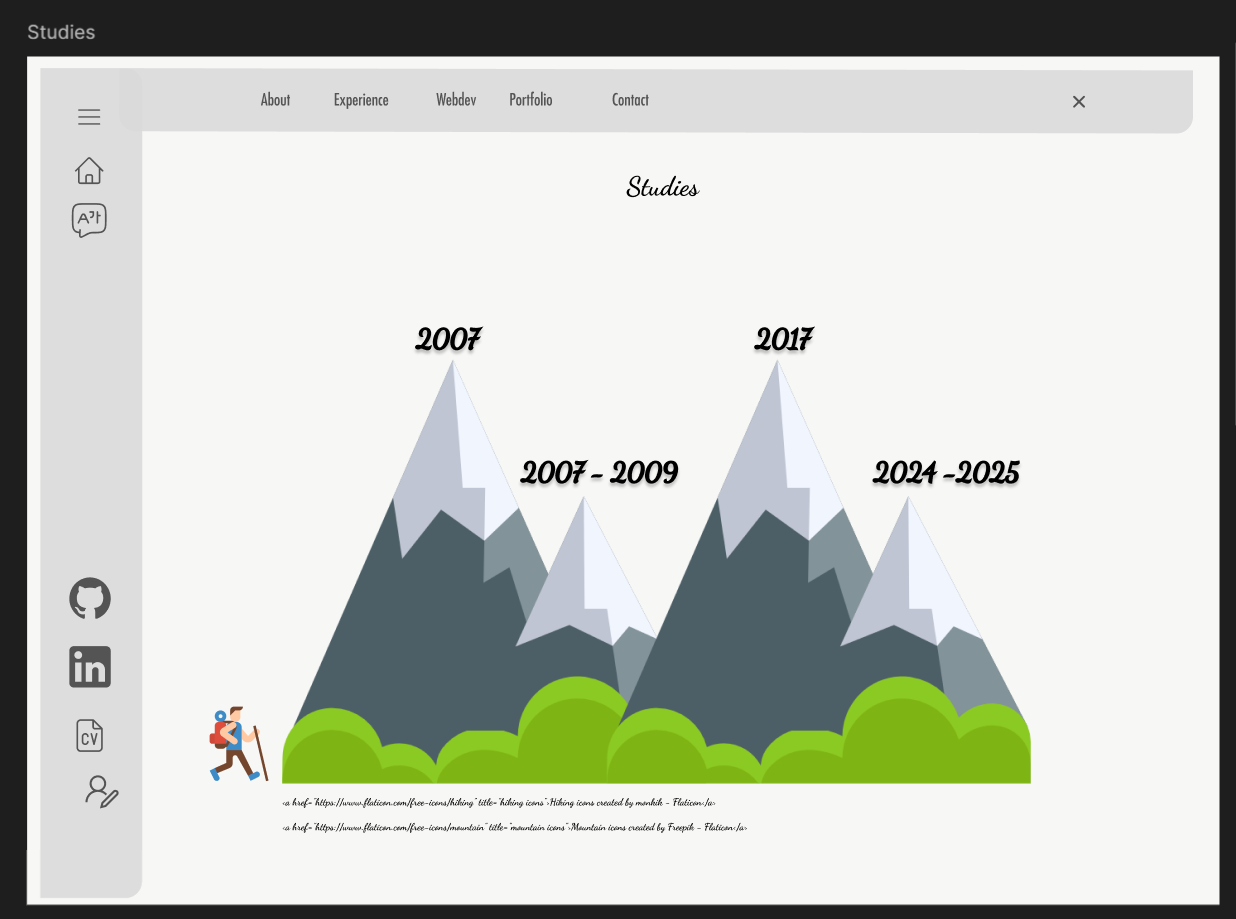 Studies
About Experience Webdev Portfolio Contact
A가
Studies
2007
2017
2007 - 2009
2024 -2025
in
CV
<a href="https://www.flaticon.com/free-icons/hiking" title="hiking icons">Hiking icons created by monkik - Flaticon</a>
<a href="https://www.flaticon.com/free-icons/mountain" title="mountain icons">Mountain icons created by Freepik - Flaticon</a>